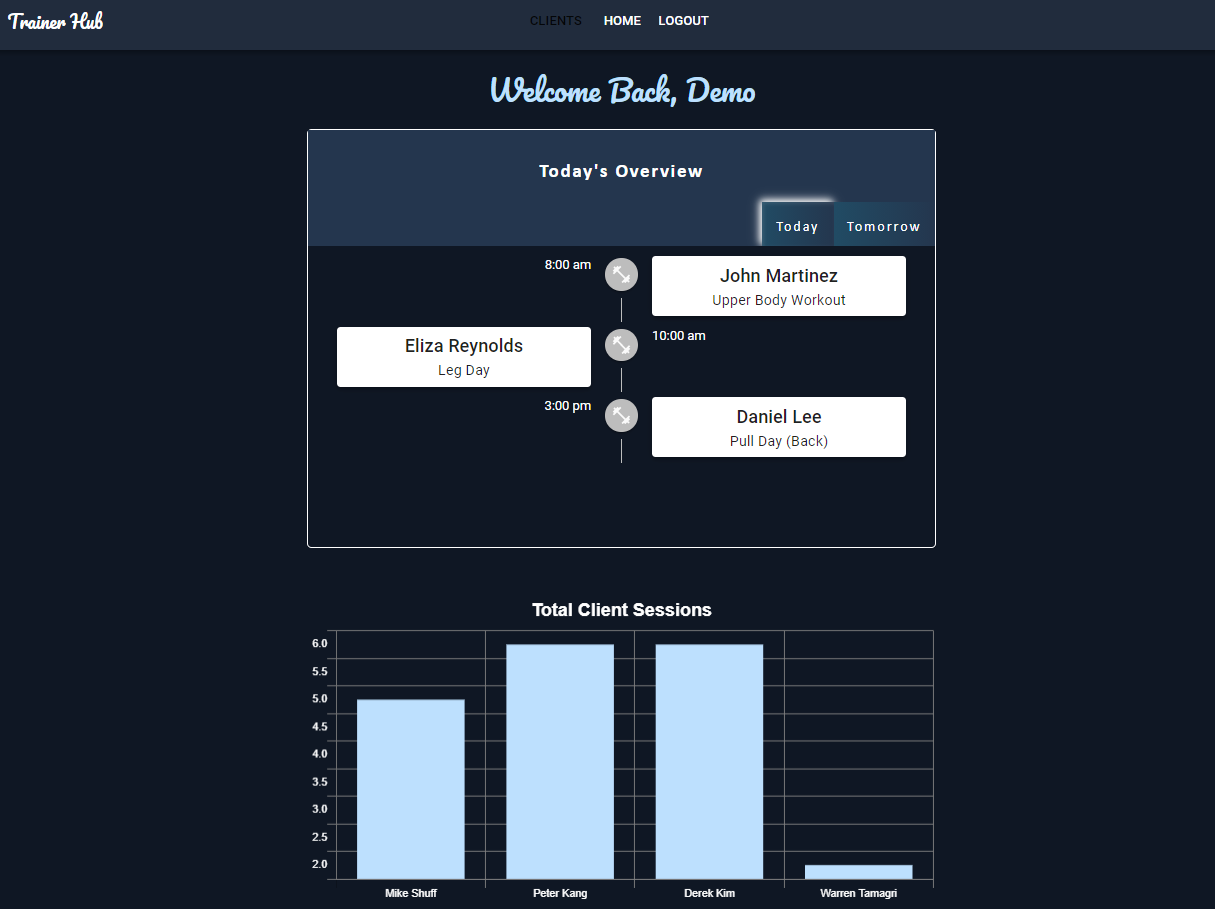 Trainer Hub
CLIENTS HOME LOGOUT
Welcome Back, Demo
Today's Overview
Today Tomorrow
8:00 am
John Martinez
Upper Body Workout
10:00 am
Eliza Reynolds
Leg Day
3:00 pm
Daniel Lee
Pull Day (Back)
Total Client Sessions
6.0
5.5
5.0
4.5
4.0
3.5
3.0
2.5
2.0
Mike Shuff Peter Kang Derek Kim Warren Tamagri